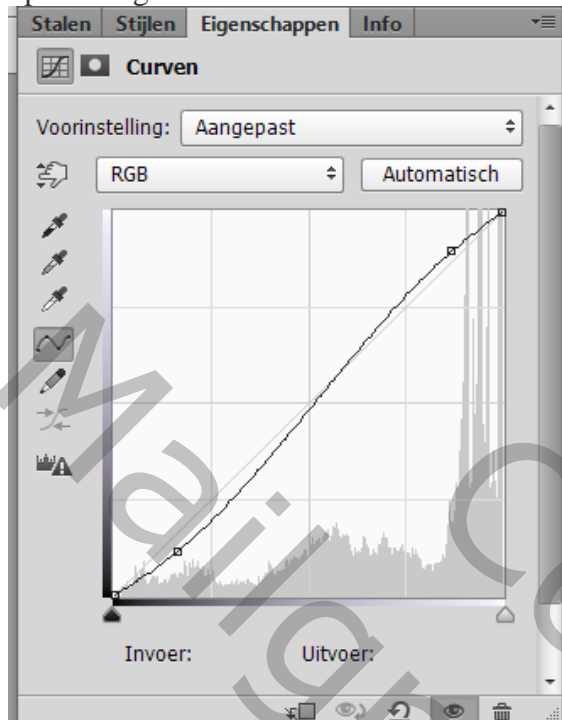 Stalen Stijlen Eigenschappen Info
Curven
Voorinstelling: Aangepast
RGB Automatisch
Invoer: Uitvoer: